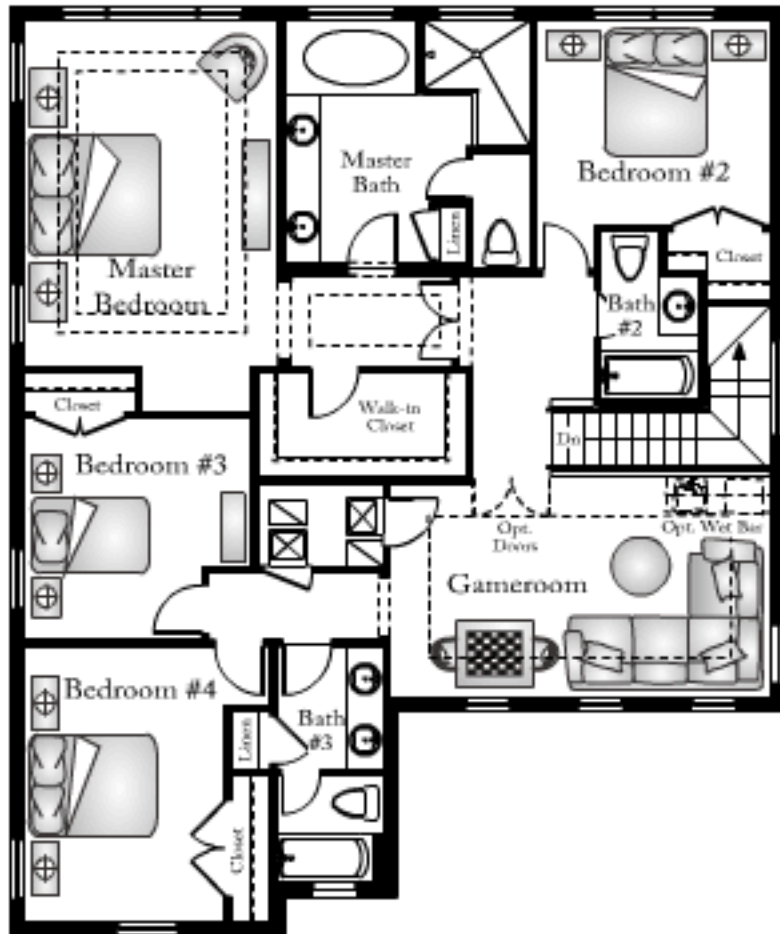 Master
Bath
Bedroom #2
Linen
Closet
Master
Bedroom
Bath
#2
Closet
Walk-in
Closet
Dn
Bedroom #3
Opt.
Doors
Opt. Wet Bar
Gameroom
Bedroom #4
Linen
Bath
#3
Closet